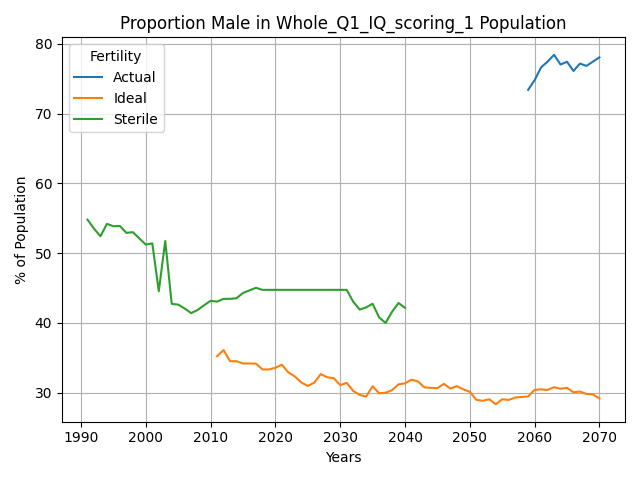 Proportion Male in Whole_Q1_IQ_scoring_1 Population
% of Population
80
70
60
50
40
30
Fertility
Actual
Ideal
Sterile
1990 2000 2010 2020 2030 2040 2050 2060 2070
Years